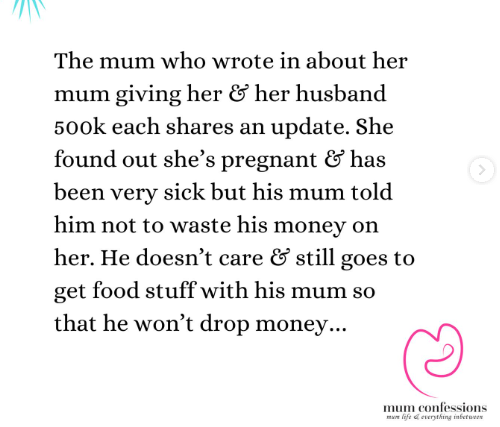 The mum who wrote in about her
mum giving her & her husband
500k each shares an update. She
found out she’s pregnant & has
been very sick but his mum told
him not to waste his money on
her. He doesn’t care & still goes to
get food stuff with his mum so
that he won’t drop money...
mum confessions
mum life & everything inbetween